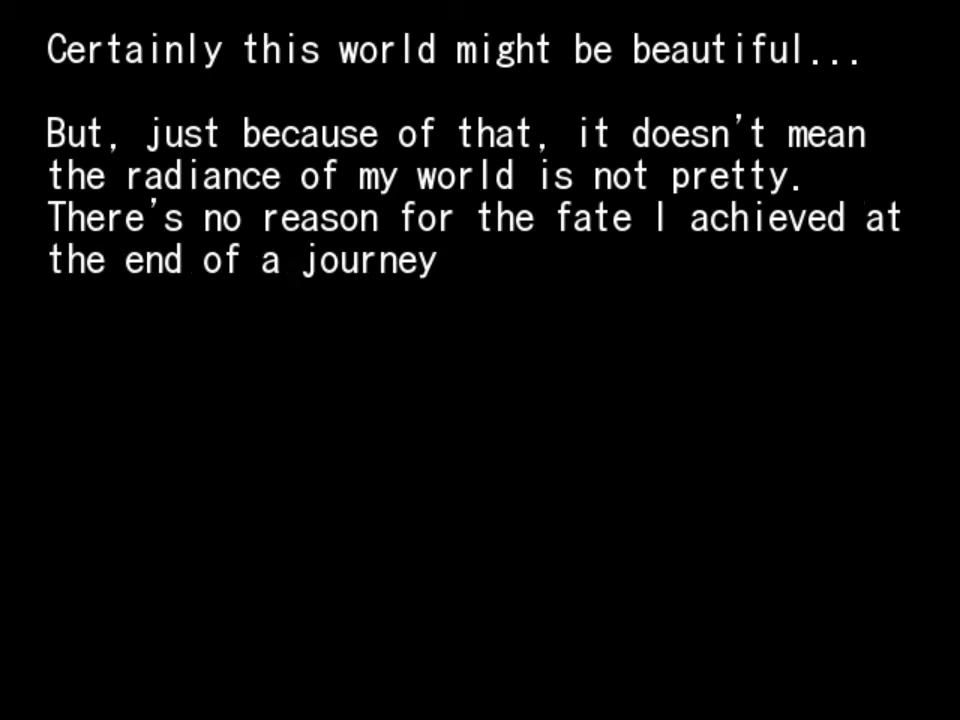 Certainly this world might be beautiful...
But, just because of that, it doesn't mean
the radiance of my world is not pretty.
There's no reason for the fate I achieved at
the end of a journey